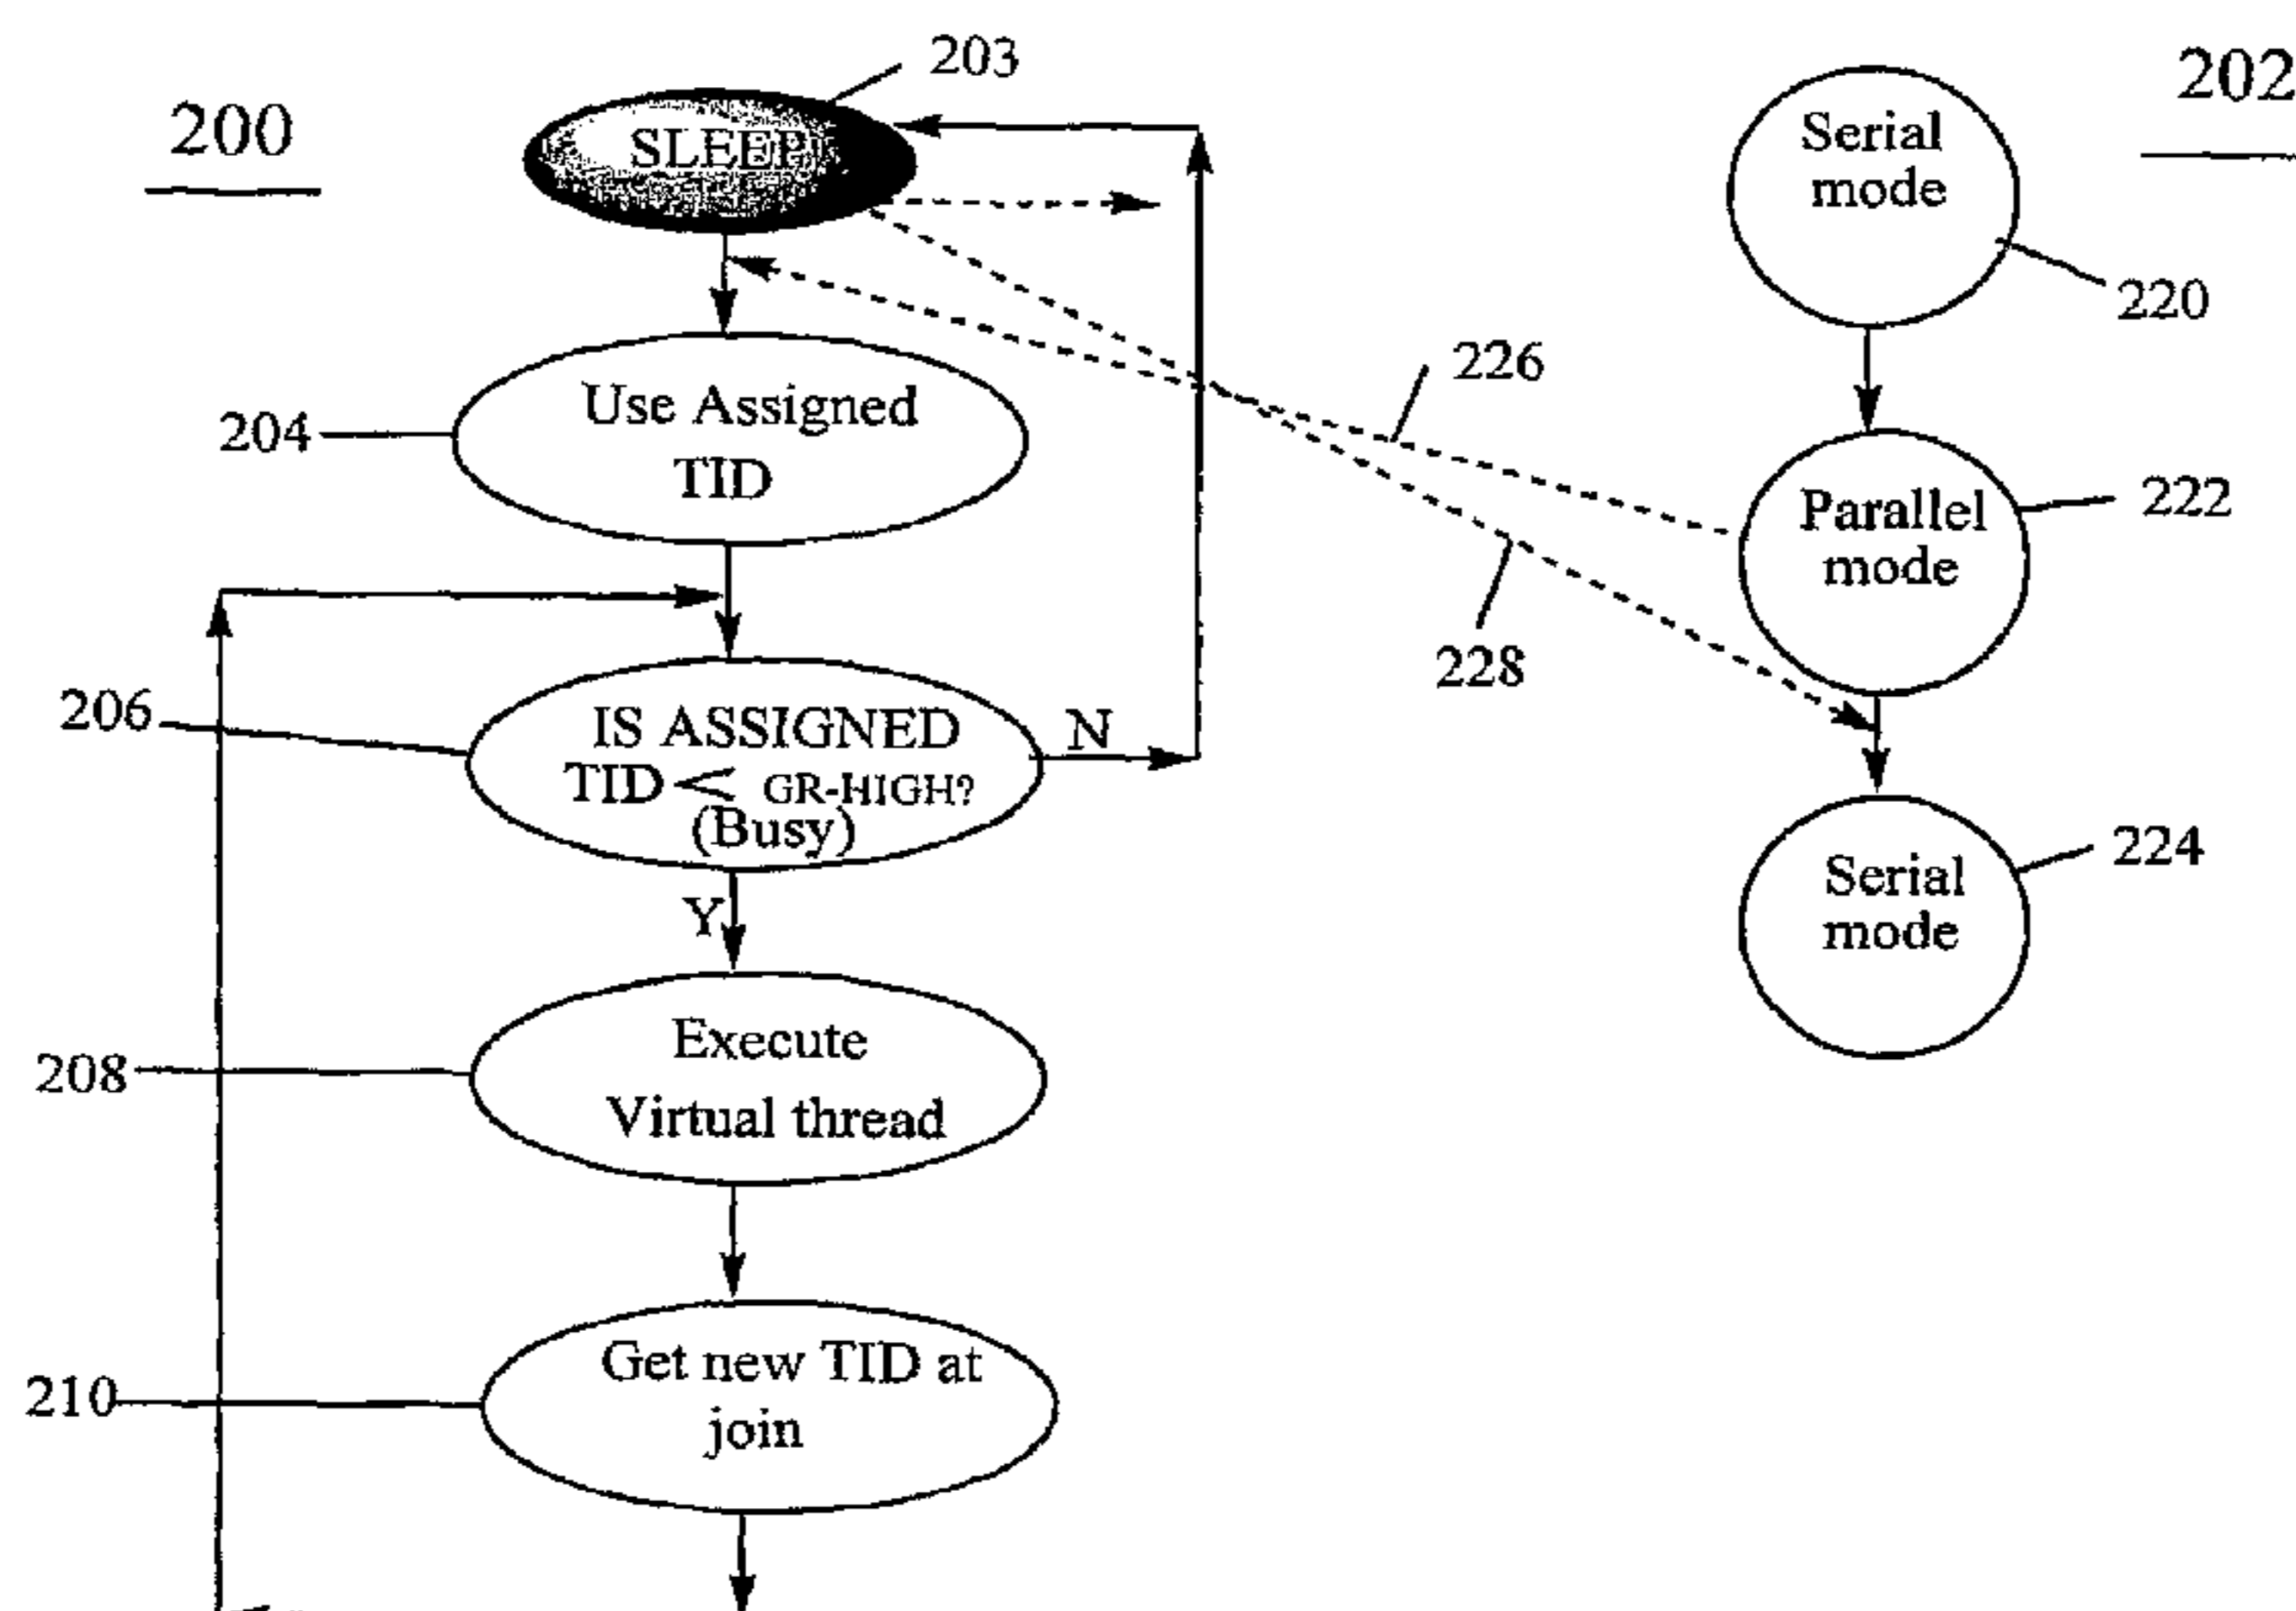 203
200
SLEEP
202
Serial
mode
220
226
Use Assigned
TID
204
Parallel
mode
222
228
206
IS ASSIGNED
TID < GR-HIGH?
(Busy)
N
Y
Serial
mode
224
Execute
Virtual thread
208
Get new TID at
join
210